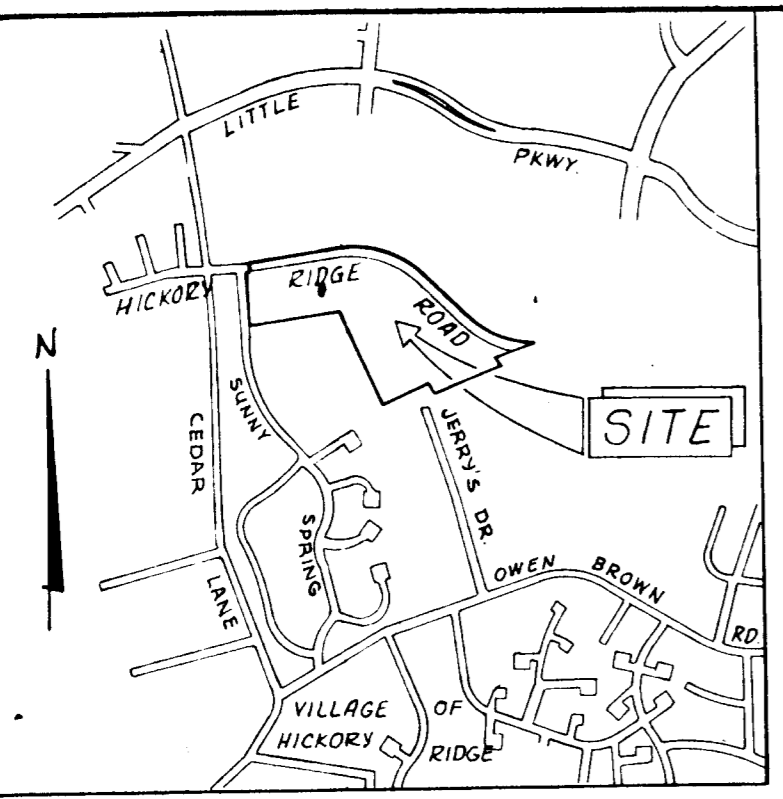 LITTLE PKWY.
HICKORY RIDGE ROAD
N
SITE
SUNNY SPRING
CEDAR LANE
JERRY'S DR.
OWEN BROWN RD.
VILLAGE OF
HICKORY RIDGE